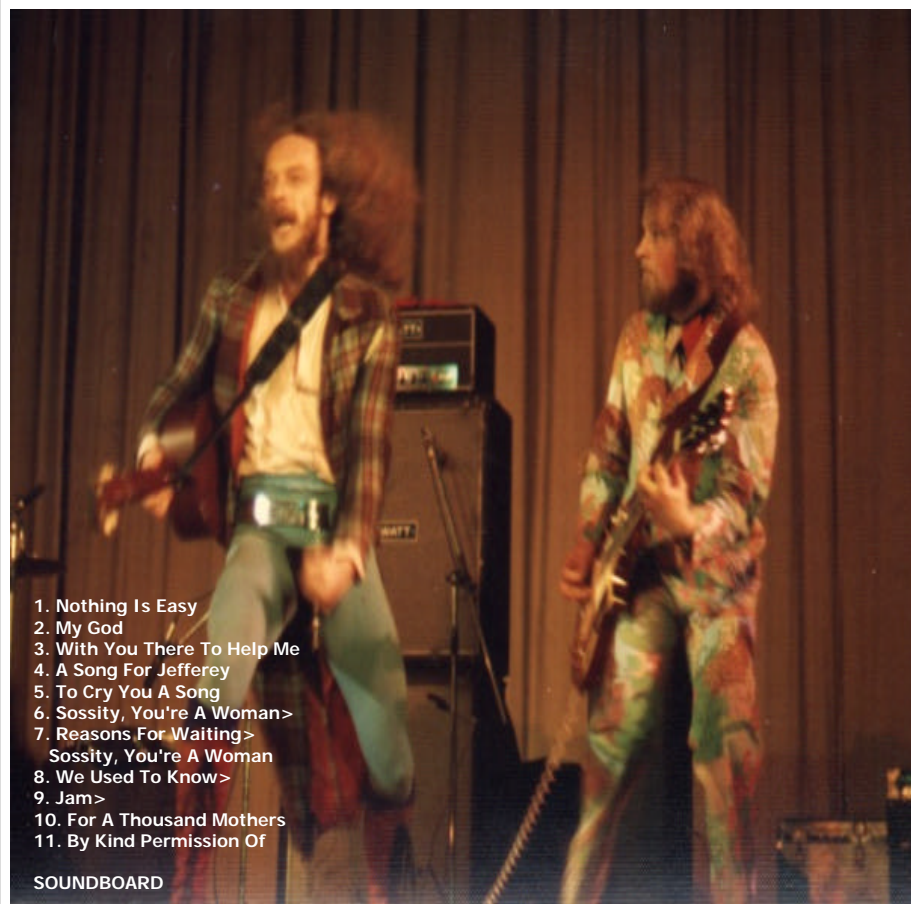 WATT
1. Nothing Is Easy
2. My God
3. With You There To Help Me
4. A Song For Jefferey
5. To Cry You A Song
6. Sossity, You're A Woman>
7. Reasons For Waiting>
Sossity, You're A Woman
8. We Used To Know>
9. Jam>
10. For A Thousand Mothers
11. By Kind Permission Of
SOUNDBOARD